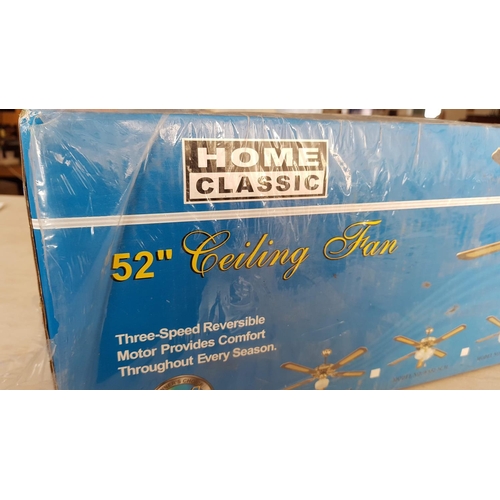 HOME
CLASSIC
52" Ceiling Fan
Three-Speed Reversible
Motor Provides Comfort
Throughout Every Season.